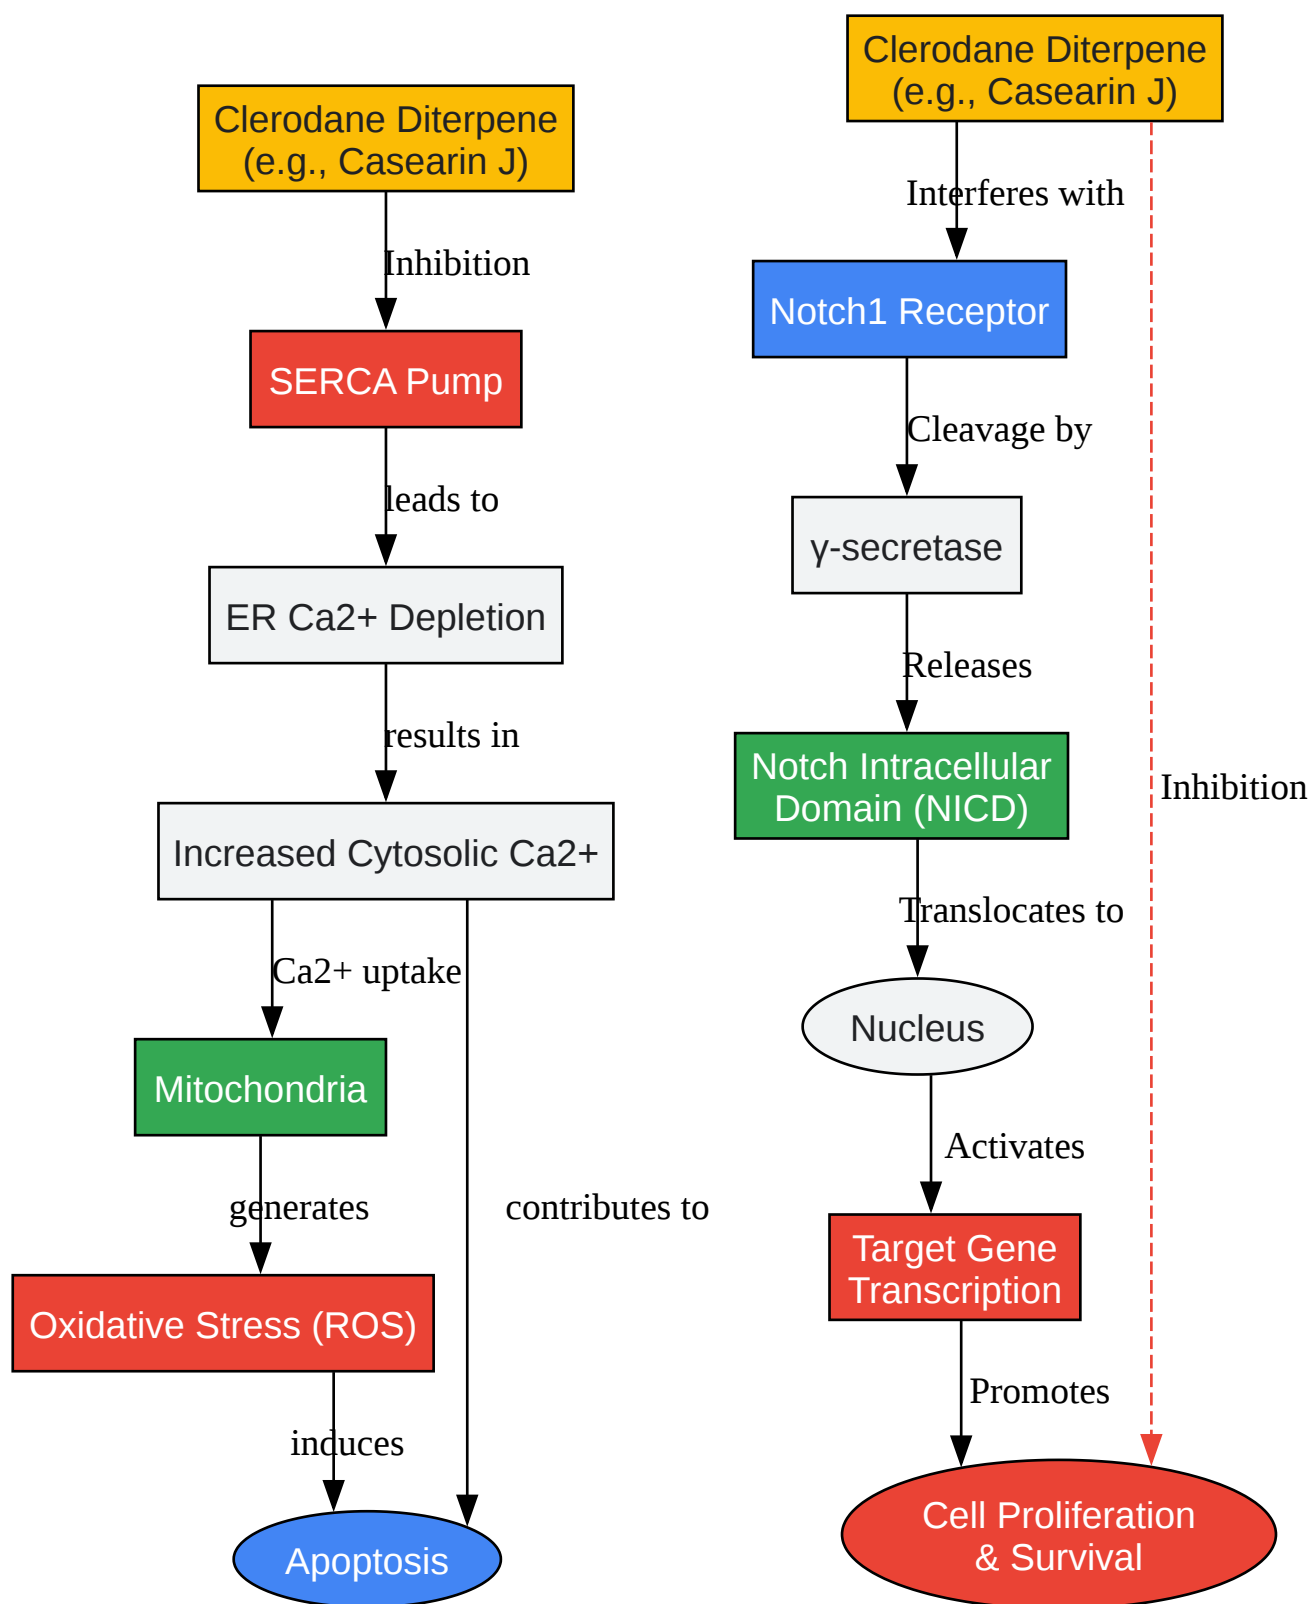 Clerodane Diterpene
(e.g., Casearin J)
Inhibition
SERCA Pump
leads to
ER Ca2+ Depletion
results in
Increased Cytosolic Ca2+
Ca2+ uptake
Mitochondria
generates
contributes to
Oxidative Stress (ROS)
induces
Apoptosis
Clerodane Diterpene
(e.g., Casearin J)
Interferes with
Notch1 Receptor
Cleavage by
γ-secretase
Releases
Notch Intracellular
Domain (NICD)
Inhibition
Translocates to
Nucleus
Activates
Target Gene
Transcription
Promotes
Cell Proliferation
& Survival